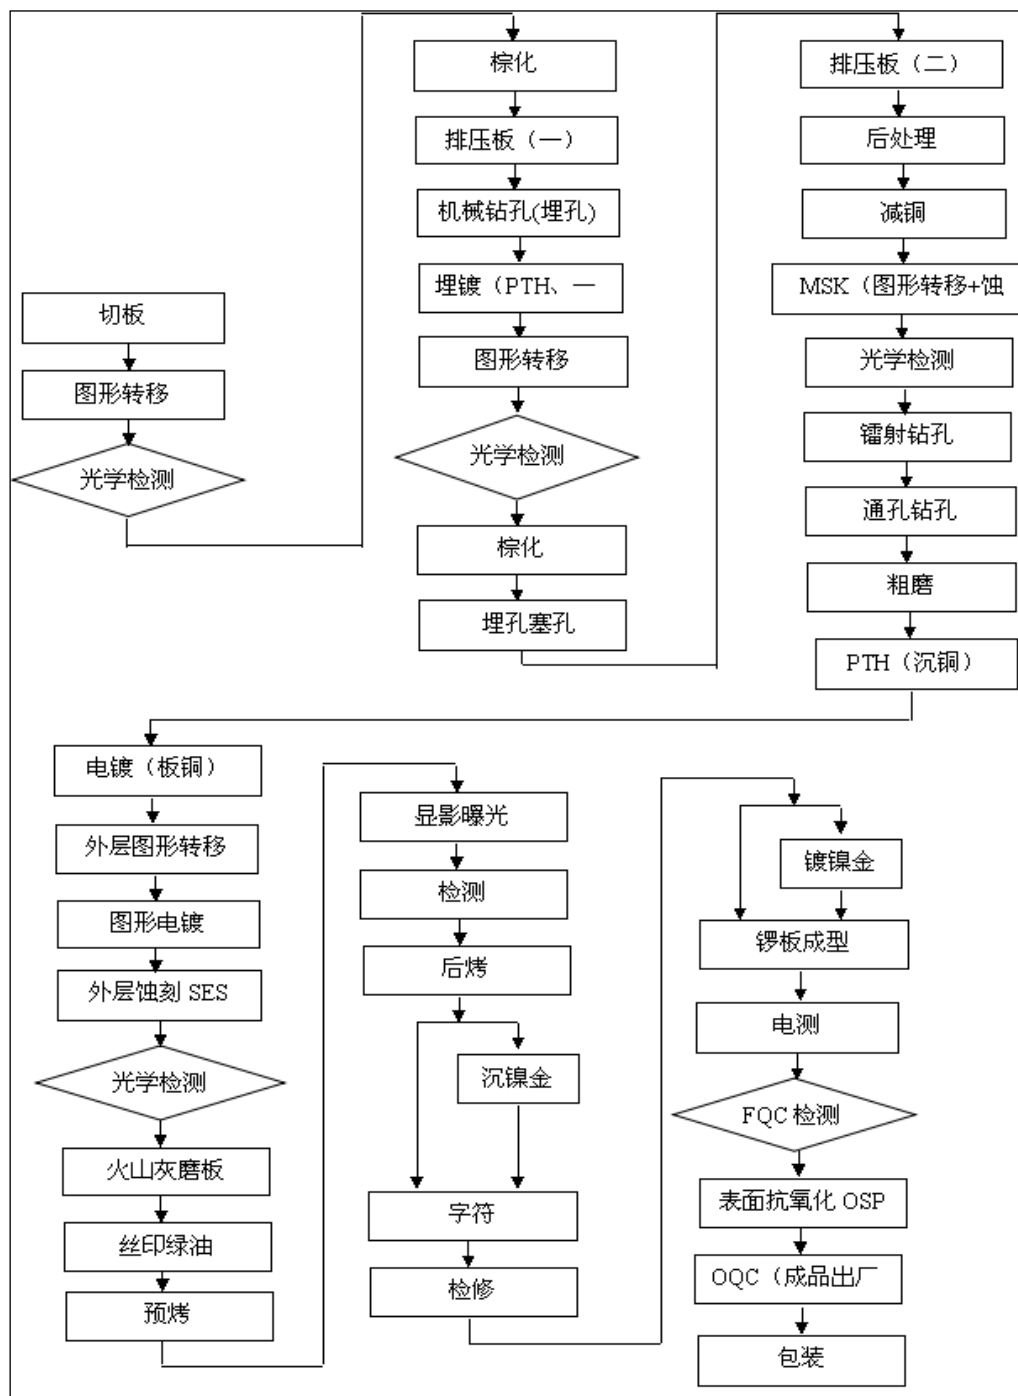 切板
图形转移
光学检测
棕化
排压板（一）
机械钻孔(埋孔)
埋镀（PTH、一
图形转移
光学检测
棕化
埋孔塞孔
排压板（二）
后处理
减铜
MSK（图形转移+蚀
光学检测
镭射钻孔
通孔钻孔
粗磨
PTH（沉铜）
电镀（板铜）
外层图形转移
图形电镀
外层蚀刻 SES
光学检测
火山灰磨板
丝印绿油
预烤
显影曝光
检测
后烤
沉镍金
字符
检修
镀镍金
锣板成型
电测
FQC 检测
表面抗氧化 OSP
OQC（成品出厂
包装